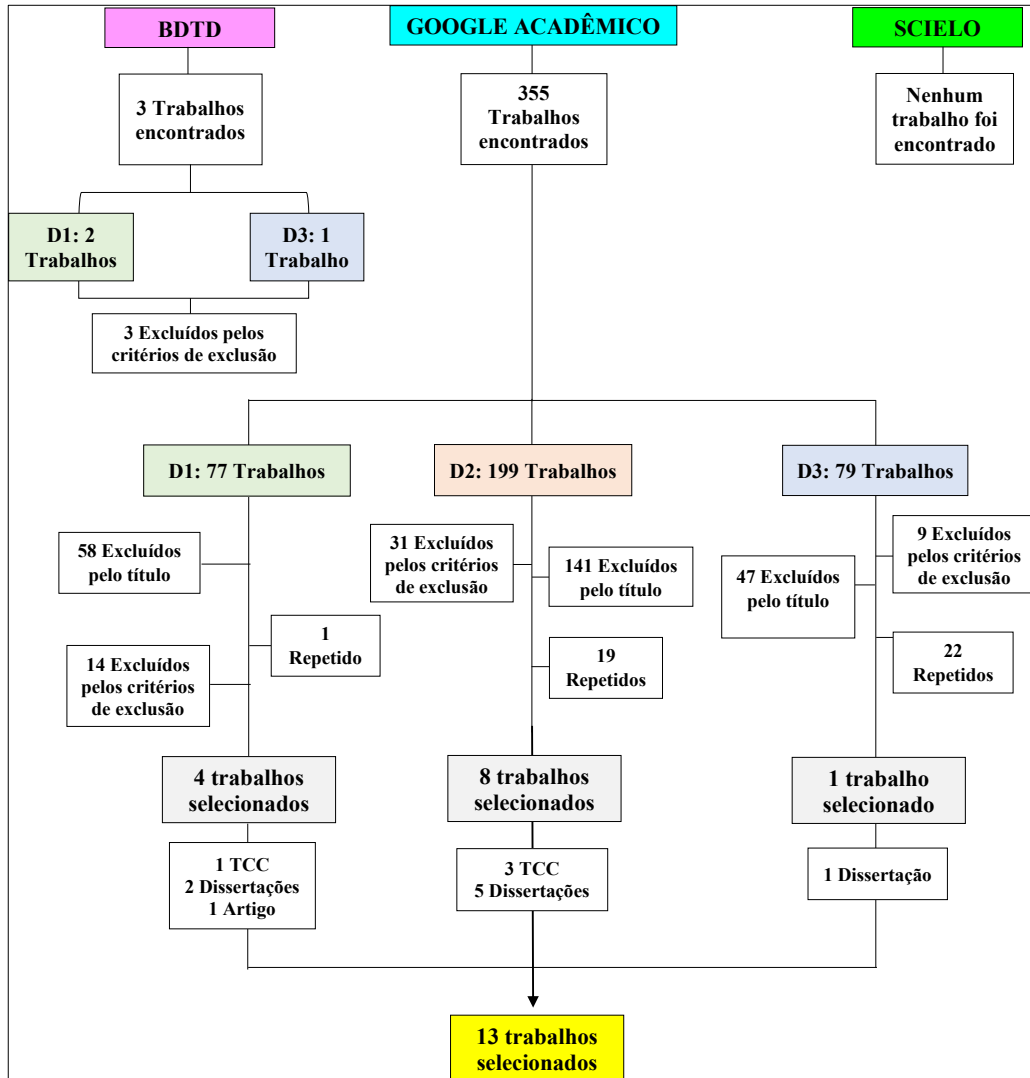 BDTD
GOOGLE ACADÊMICO
SCIELO
3 Trabalhos
encontrados
355
Trabalhos
encontrados
Nenhum
trabalho foi
encontrado
D1: 2
Trabalhos
D3: 1
Trabalho
3 Excluídos pelos
critérios de exclusão
D1: 77 Trabalhos
D2: 199 Trabalhos
D3: 79 Trabalhos
58 Excluídos
pelo título
1
Repetido
14 Excluídos
pelos critérios
de exclusão
31 Excluídos
pelos critérios
de exclusão
141 Excluídos
pelo título
19
Repetidos
9 Excluídos
pelos critérios
de exclusão
47 Excluídos
pelo título
22
Repetidos
4 trabalhos
selecionados
8 trabalhos
selecionados
1 trabalho
selecionado
1 TCC
2 Dissertações
1 Artigo
3 TCC
5 Dissertações
1 Dissertação
13 trabalhos
selecionados